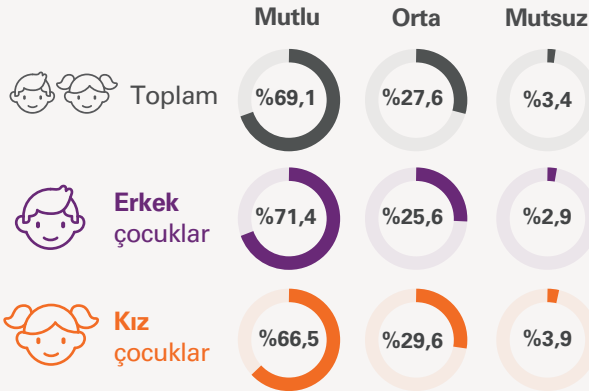 Mutlu Orta Mutsuz
Toplam %69,1 %27,6 %3,4
Erkek çocuklar %71,4 %25,6 %2,9
Kız çocuklar %66,5 %29,6 %3,9